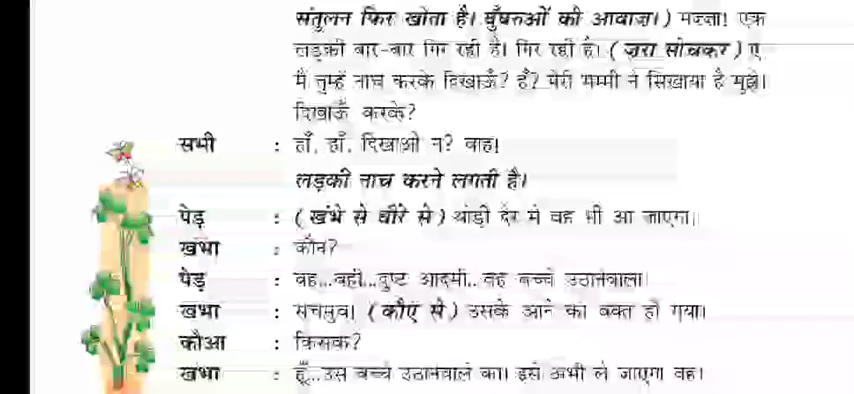 संतुलन फिर खोता है। घुँघरुओं की आवाज़।) मज्जा! एक
लड़की बार-बार गिर रही है। गिर रही है। (ज़रा सोचकर) ए
मैं तुम्हें नाच करके दिखाऊँ? हँ? मेरी मम्मी ने सिखाया है मुझे।
दिखाऊँ करके?
सभी : हाँ, हाँ, दिखाओ न? वाह!
लड़की नाच करने लगती है।
पेड़ : (खंभे से धीरे से) थोड़ी देर में वह भी आ जाएगा।
खंभा : कौन?
पेड़ : वह...वही...दुष्ट आदमी.. वह बच्चे उठानेवाला।
खंभा : सचमुच। (कौए से) उसके आने का वक्त हो गया।
कौआ : किसके?
खंभा : हूँ...उस बच्चे उठानेवाले का। इसे अभी ले जाएगा वह।